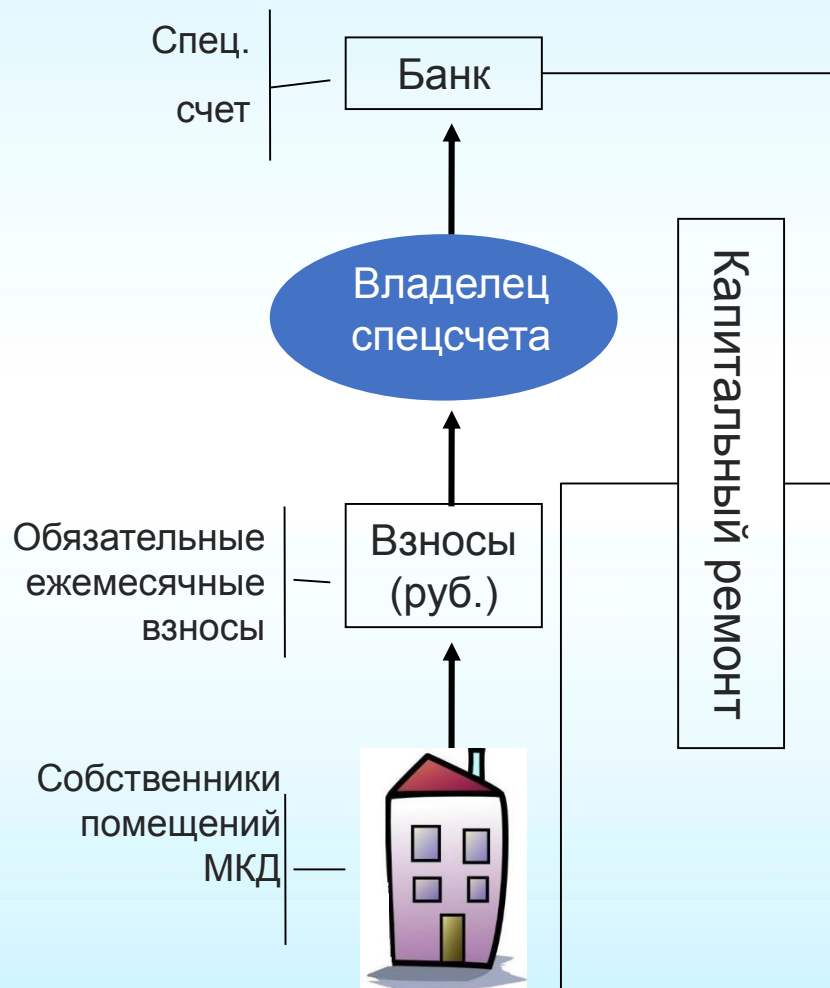 Спец.
счет
Банк
Владелец
спецсчета
Капитальный ремонт
Обязательные
ежемесячные
взносы
Взносы
(руб.)
Собственники
помещений
МКД